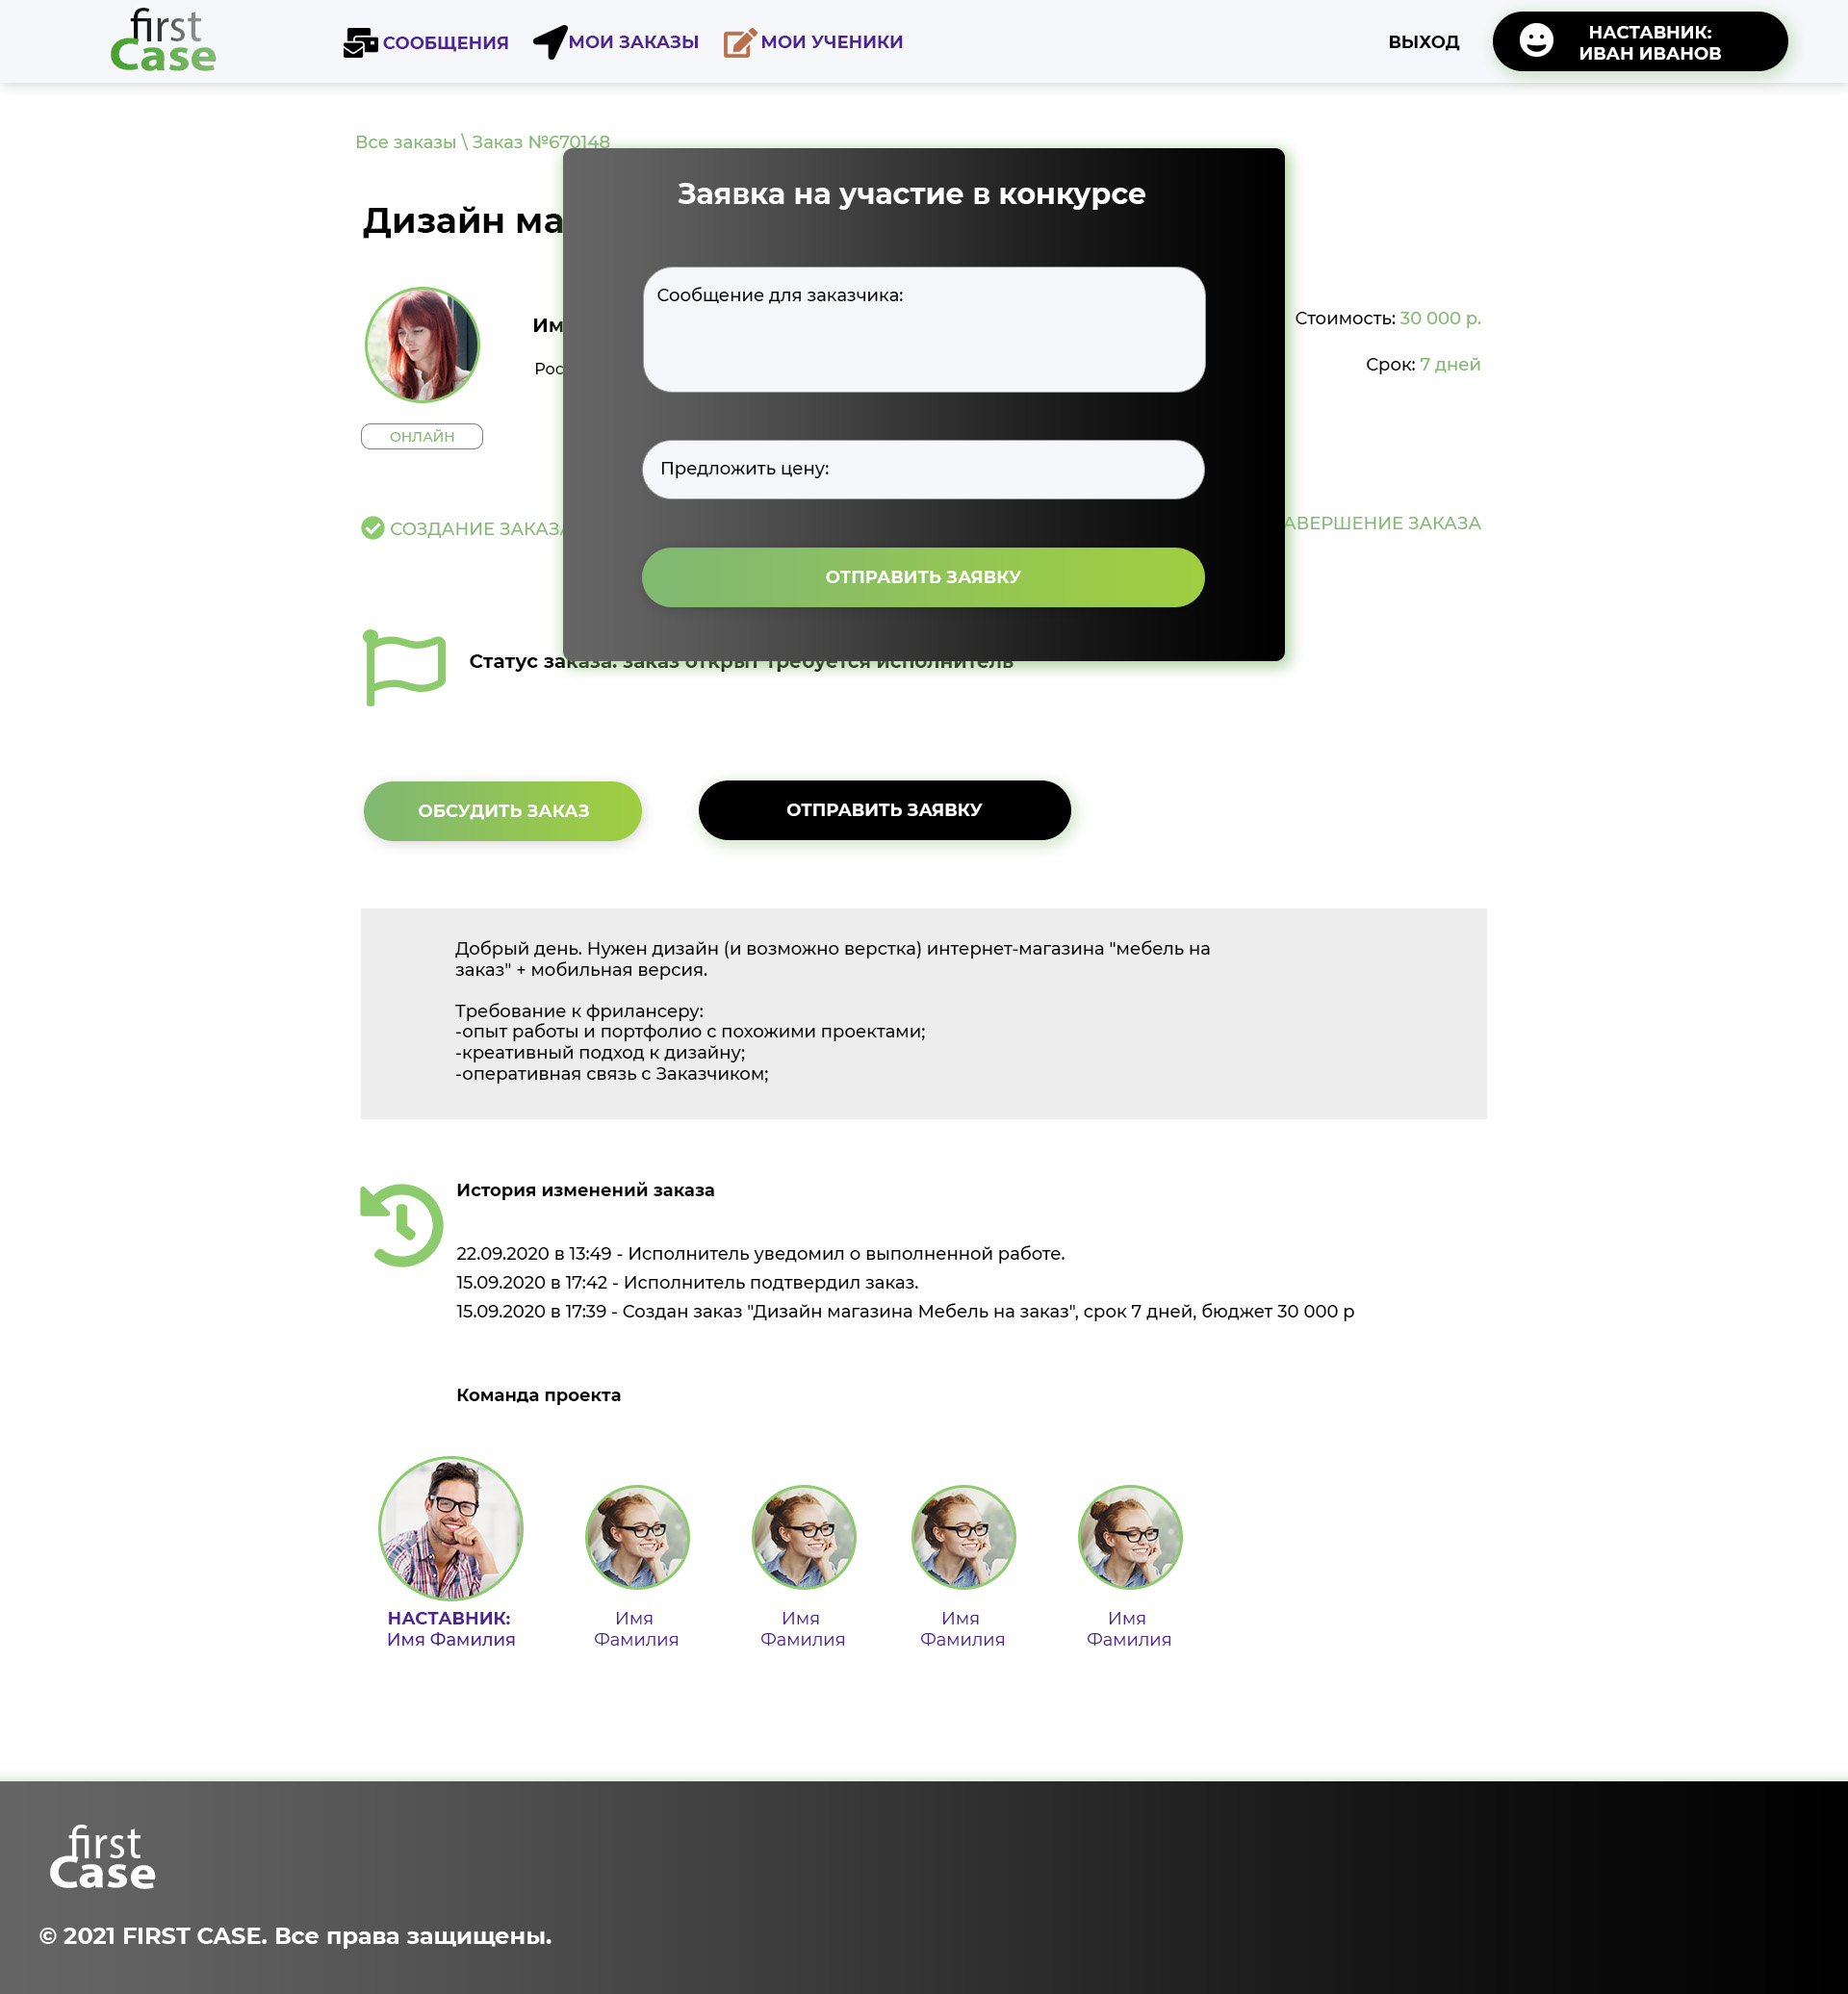 first
Case
СООБЩЕНИЯ
МОИ ЗАКАЗЫ
МОИ УЧЕНИКИ
ВЫХОД
НАСТАВНИК:
ИВАН ИВАНОВ
Все заказы \ Заказ №670148
Заявка на участие в конкурсе
Дизайн ма
Сообщение для заказчика:
Им
Рос
Стоимость: 30 000 р.
Срок: 7 дней
ОНЛАЙН
Предложить цену:
СОЗДАНИЕ ЗАКАЗА
АВЕРШЕНИЕ ЗАКАЗА
ОТПРАВИТЬ ЗАЯВКУ
Статус заказа: заказ открыт требуется исполнитель
ОБСУДИТЬ ЗАКАЗ
ОТПРАВИТЬ ЗАЯВКУ
Добрый день. Нужен дизайн (и возможно верстка) интернет-магазина "мебель на
заказ" + мобильная версия.
Требование к фрилансеру:
-опыт работы и портфолио с похожими проектами;
-креативный подход к дизайну;
-оперативная связь с Заказчиком;
История изменений заказа
22.09.2020 в 13:49 - Исполнитель уведомил о выполненной работе.
15.09.2020 в 17:42 - Исполнитель подтвердил заказ.
15.09.2020 в 17:39 - Создан заказ "Дизайн магазина Мебель на заказ", срок 7 дней, бюджет 30 000 р
Команда проекта
НАСТАВНИК:
Имя Фамилия
Имя
Фамилия
Имя
Фамилия
Имя
Фамилия
Имя
Фамилия
first
Case
© 2021 FIRST CASE. Все права защищены.